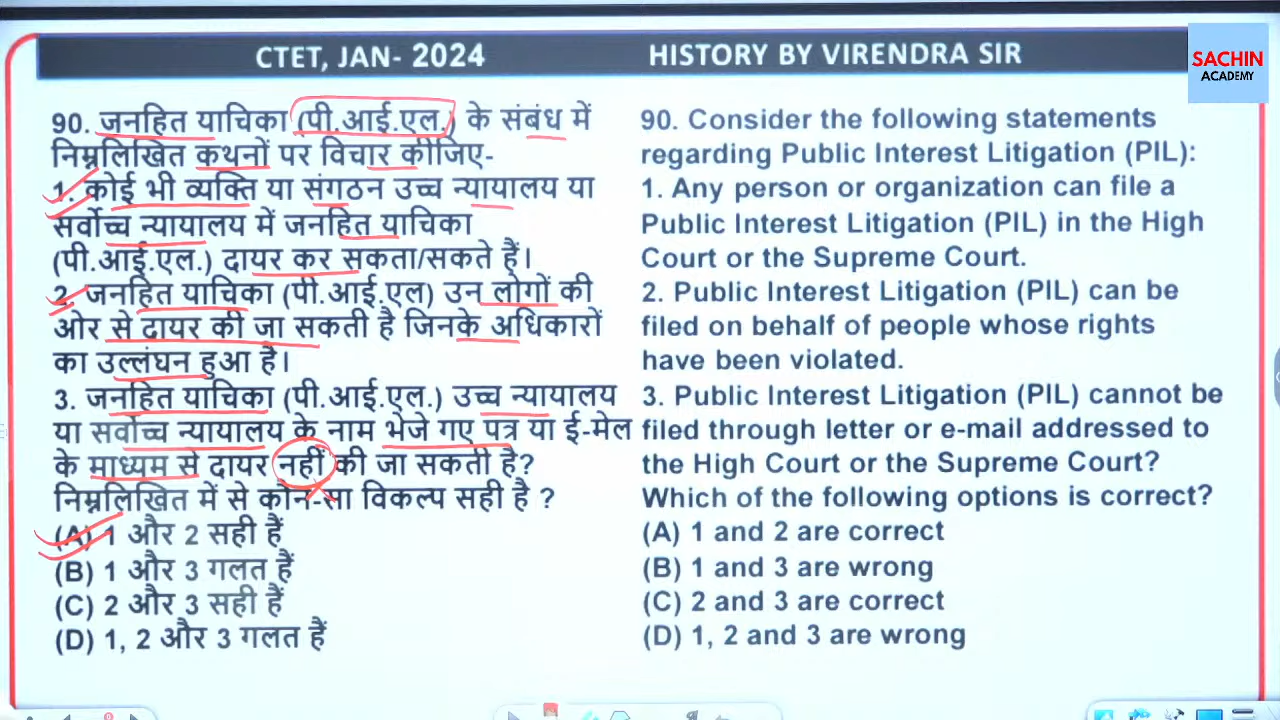 CTET, JAN- 2024
HISTORY BY VIRENDRA SIR
SACHIN
ACADEMY
90. जनहित याचिका (पी.आई.एल.) के संबंध में
निम्नलिखित कथनों पर विचार कीजिए-
1. कोई भी व्यक्ति या संगठन उच्च न्यायालय या
सर्वोच्च न्यायालय में जनहित याचिका
(पी.आई.एल.) दायर कर सकता/सकते हैं।
2. जनहित याचिका (पी.आई.एल) उन लोगों की
ओर से दायर की जा सकती है जिनके अधिकारों
का उल्लंघन हुआ है।
3. जनहित याचिका (पी.आई.एल.) उच्च न्यायालय
या सर्वोच्च न्यायालय के नाम भेजे गए पत्र या ई-मेल
के माध्यम से दायर नहीं की जा सकती है?
निम्नलिखित में से कौन-सा विकल्प सही है ?
(A) 1 और 2 सही हैं
(B) 1 और 3 गलत हैं
(C) 2 और 3 सही हैं
(D) 1, 2 और 3 गलत हैं
90. Consider the following statements
regarding Public Interest Litigation (PIL):
1. Any person or organization can file a
Public Interest Litigation (PIL) in the High
Court or the Supreme Court.
2. Public Interest Litigation (PIL) can be
filed on behalf of people whose rights
have been violated.
3. Public Interest Litigation (PIL) cannot be
filed through letter or e-mail addressed to
the High Court or the Supreme Court?
Which of the following options is correct?
(A) 1 and 2 are correct
(B) 1 and 3 are wrong
(C) 2 and 3 are correct
(D) 1, 2 and 3 are wrong